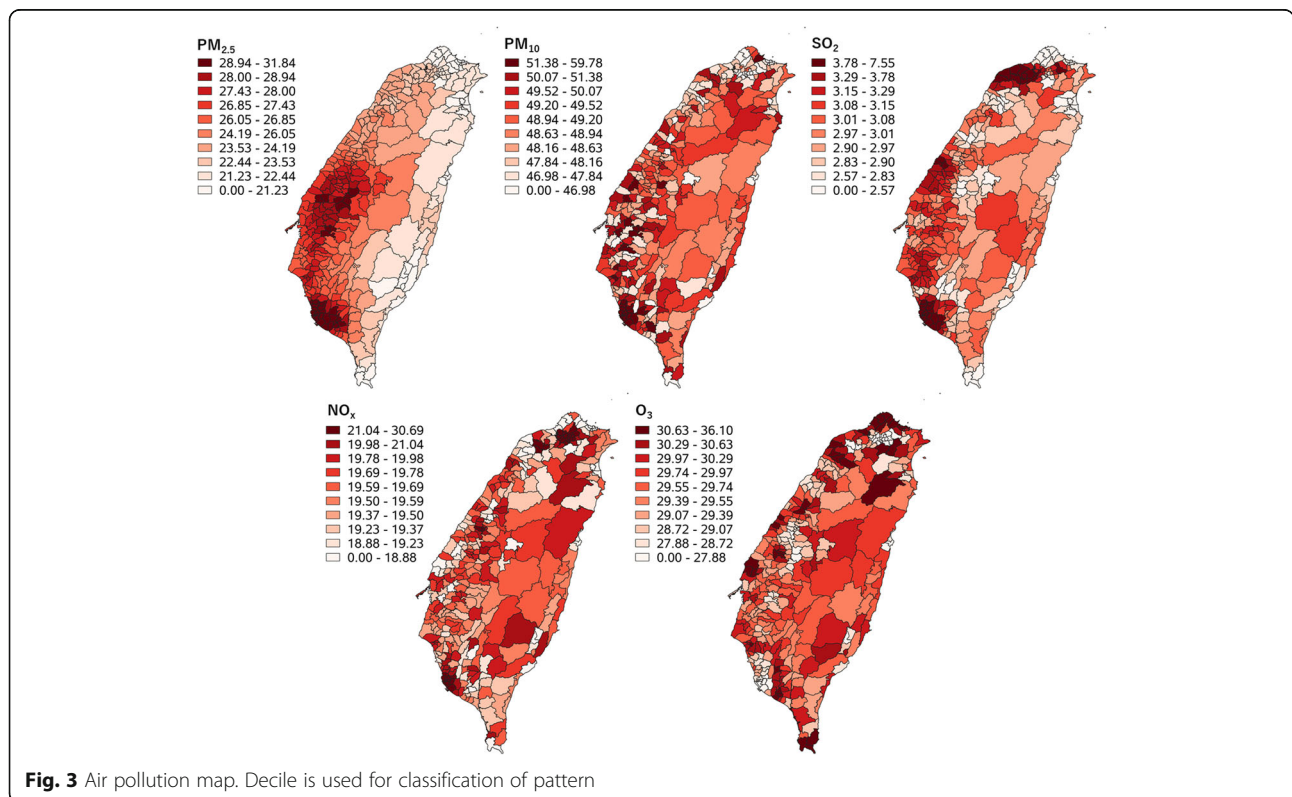 PM2.5
28.94 - 31.84
28.00 - 28.94
27.43 - 28.00
26.85 - 27.43
26.05 - 26.85
24.19 - 26.05
23.53 - 24.19
22.44 - 23.53
21.23 - 22.44
0.00 - 21.23
PM10
51.38 - 59.78
50.07 - 51.38
49.52 - 50.07
49.20 - 49.52
48.94 - 49.20
48.63 - 48.94
48.16 - 48.63
47.84 - 48.16
46.98 - 47.84
0.00 - 46.98
SO2
3.78 - 7.55
3.29 - 3.78
3.15 - 3.29
3.08 - 3.15
3.01 - 3.08
2.97 - 3.01
2.90 - 2.97
2.83 - 2.90
2.57 - 2.83
0.00 - 2.57
NOx
21.04 - 30.69
19.98 - 21.04
19.78 - 19.98
19.69 - 19.78
19.59 - 19.69
19.50 - 19.59
19.37 - 19.50
19.23 - 19.37
18.88 - 19.23
0.00 - 18.88
O3
30.63 - 36.10
30.29 - 30.63
29.97 - 30.29
29.74 - 29.97
29.55 - 29.74
29.39 - 29.55
29.07 - 29.39
28.72 - 29.07
27.88 - 28.72
0.00 - 27.88
Fig. 3 Air pollution map. Decile is used for classification of pattern